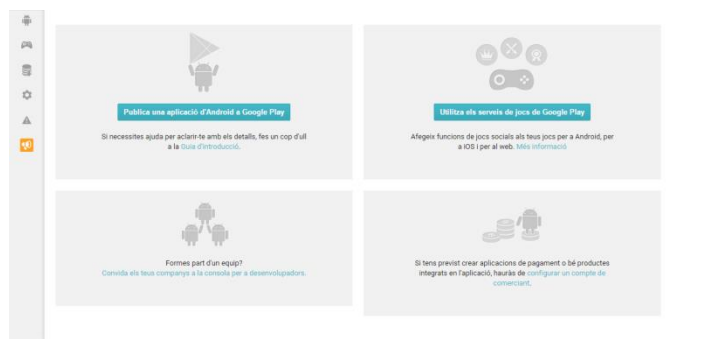 Publica una aplicació d'Android a Google Play
Si necessites ajuda per aclarir-te amb els detalls, fes un cop d'ull
a la Guia d'introducció.
Utilitza els serveis de jocs de Google Play
Afegeix funcions de jocs socials als teus jocs per a Android, per
a iOS i per al web. Més informació
Formes part d'un equip?
Convida els teus companys a la consola per a desenvolupadors.
Si tens previst crear aplicacions de pagament o bé productes
integrats en l'aplicació, hauràs de configurar un compte de
comerciant.